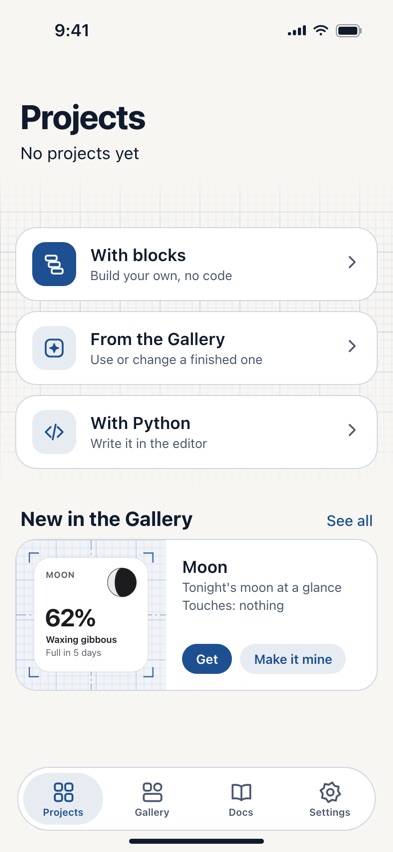 9:41
Projects
No projects yet
With blocks
Build your own, no code
From the Gallery
Use or change a finished one
With Python
Write it in the editor
New in the Gallery
See all
MOON
62%
Waxing gibbous
Full in 5 days
Moon
Tonight's moon at a glance
Touches: nothing
Get
Make it mine
Projects
Gallery
Docs
Settings